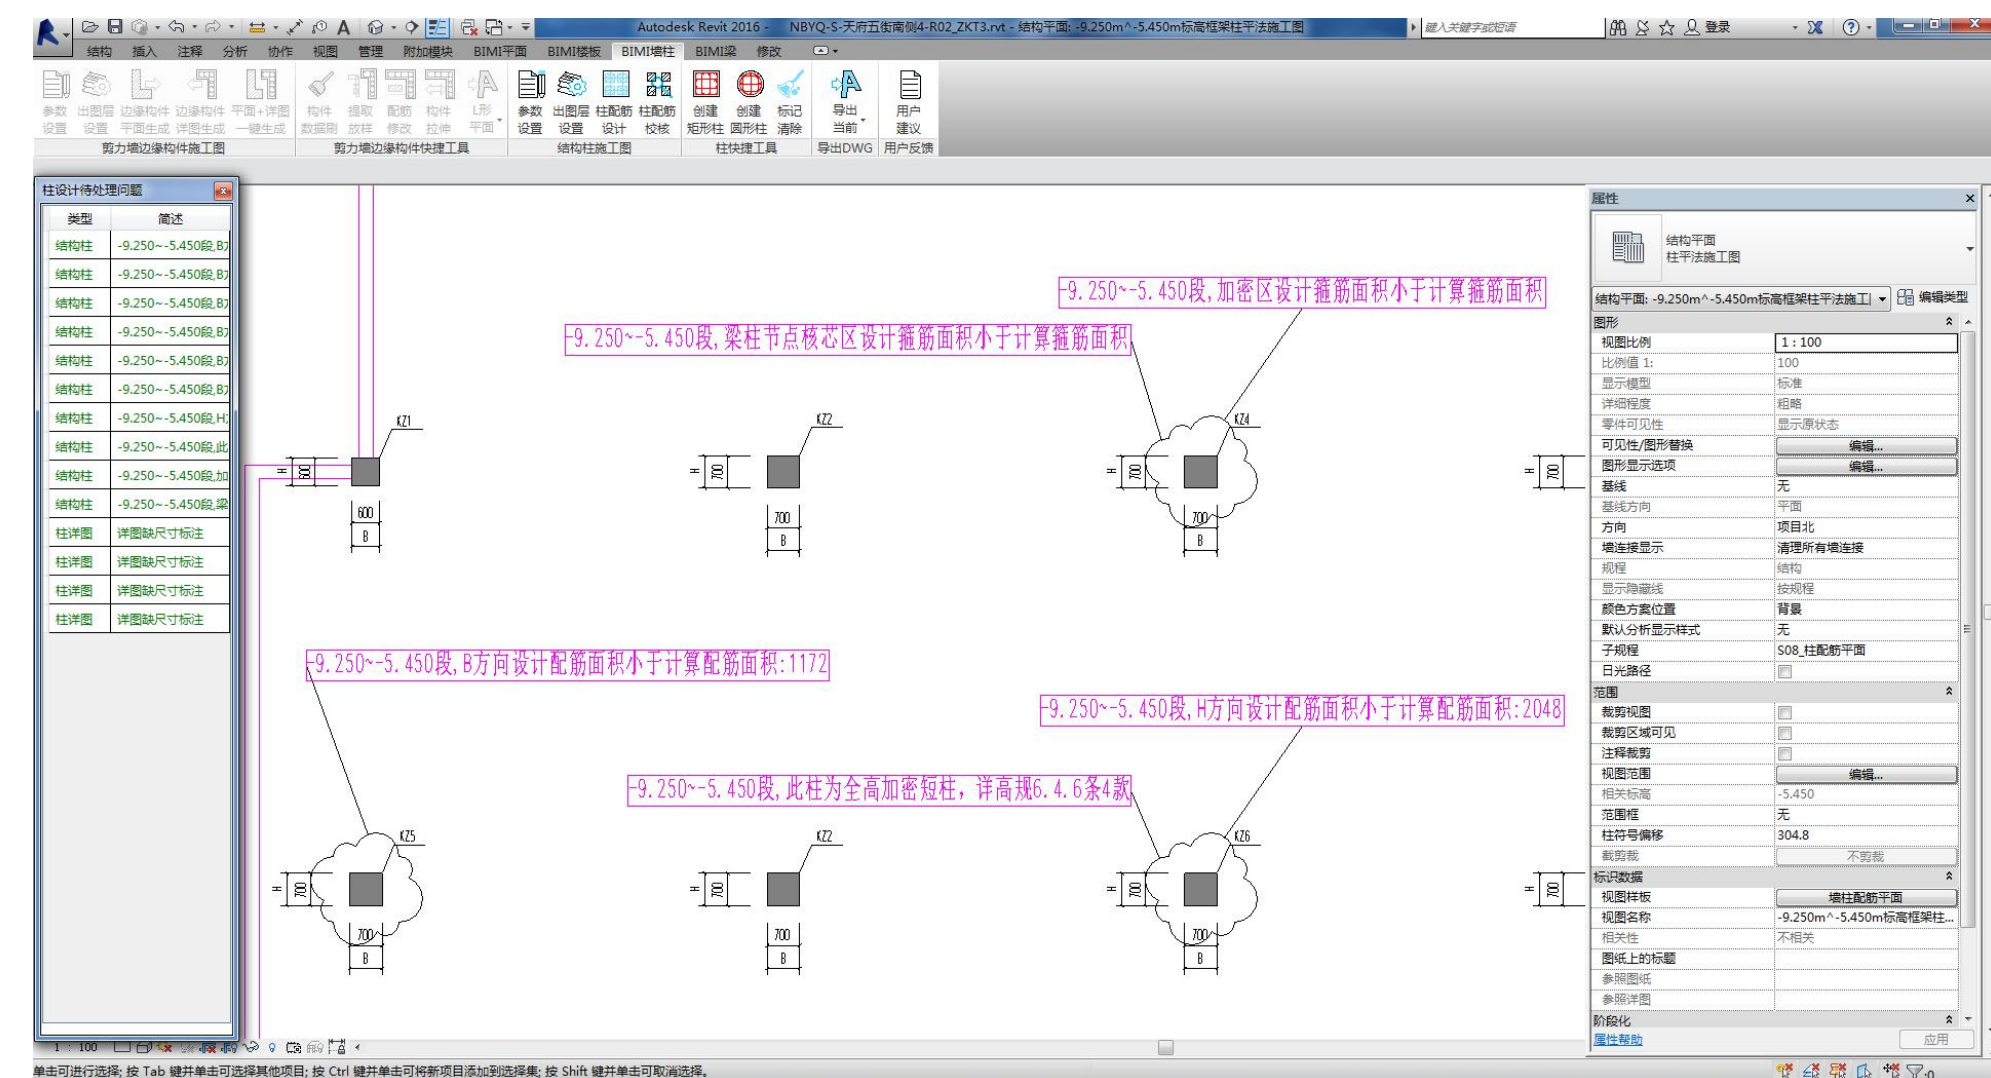 Autodesk Revit 2016 - NBYQ-S-天府五街南侧4-R02_ZKT3.rvt - 结构平面: -9.250m^-5.450m标高框架柱平法施工图
键入关键字或短语
登录
结构 插入 注释 分析 协作 视图 管理 附加模块 BIMI平面 BIMI楼板 BIMI墙柱 BIMI梁 修改
参数 出图层 边缘构件 边缘构件 平面+详图 构件 提取 配筋 构件 L形 参数 出图层 柱配筋 柱配筋 创建 创建 标记 导出 用户
设置 设置 平面生成 详图生成 一键生成 数据刷 放样 修改 拉伸 平面 设置 设置 设计 校核 矩形柱 圆形柱 清除 当前 建议
剪力墙边缘构件施工图 剪力墙边缘构件快捷工具 结构柱施工图 柱快捷工具 导出DWG 用户反馈
柱设计待处理问题
类型 简述
结构柱 -9.250~-5.450段,B
结构柱 -9.250~-5.450段,B
结构柱 -9.250~-5.450段,B
结构柱 -9.250~-5.450段,B
结构柱 -9.250~-5.450段,B
结构柱 -9.250~-5.450段,B
结构柱 -9.250~-5.450段,H
结构柱 -9.250~-5.450段,此
结构柱 -9.250~-5.450段,加
结构柱 -9.250~-5.450段,梁
柱详图 详图缺尺寸标注
柱详图 详图缺尺寸标注
柱详图 详图缺尺寸标注
柱详图 详图缺尺寸标注
-9.250~-5.450段,加密区设计箍筋面积小于计算箍筋面积
-9.250~-5.450段,梁柱节点核芯区设计箍筋面积小于计算箍筋面积
KZ1 KZ2 KZ4
H 600 H 700 H 700 H 700
600 700 700
B B B
-9.250~-5.450段,B方向设计配筋面积小于计算配筋面积:1172
-9.250~-5.450段,H方向设计配筋面积小于计算配筋面积:2048
-9.250~-5.450段,此柱为全高加密短柱，详高规6.4.6条4款
KZ5 KZ2 KZ6
H 700 H 700 H 700 H 700
700 700 700
B B B
属性
结构平面
柱平法施工图
结构平面: -9.250m^-5.450m标高框架柱平法施工 编辑类型
图形
视图比例 1 : 100
比例值 1: 100
显示模型 标准
详细程度 粗略
零件可见性 显示原状态
可见性/图形替换 编辑...
图形显示选项 编辑...
基线 无
基线方向 平面
方向 项目北
墙连接显示 清理所有墙连接
规程 结构
显示隐藏线 按规程
颜色方案位置 背景
默认分析显示样式 无
子规程 S08_柱配筋平面
日光路径
范围
裁剪视图
裁剪区域可见
注释裁剪
视图范围 编辑...
相关标高 -5.450
范围框 无
柱符号偏移 304.8
截剪裁 不剪裁
标识数据
视图样板 墙柱配筋平面
视图名称 -9.250m^-5.450m标高框架柱...
相关性 不相关
图纸上的标题
参照图纸
参照详图
阶段化
属性帮助 应用
1 : 100
单击可进行选择; 按 Tab 键并单击可选择其他项目; 按 Ctrl 键并单击可将新项目添加到选择集; 按 Shift 键并单击可取消选择。
:0